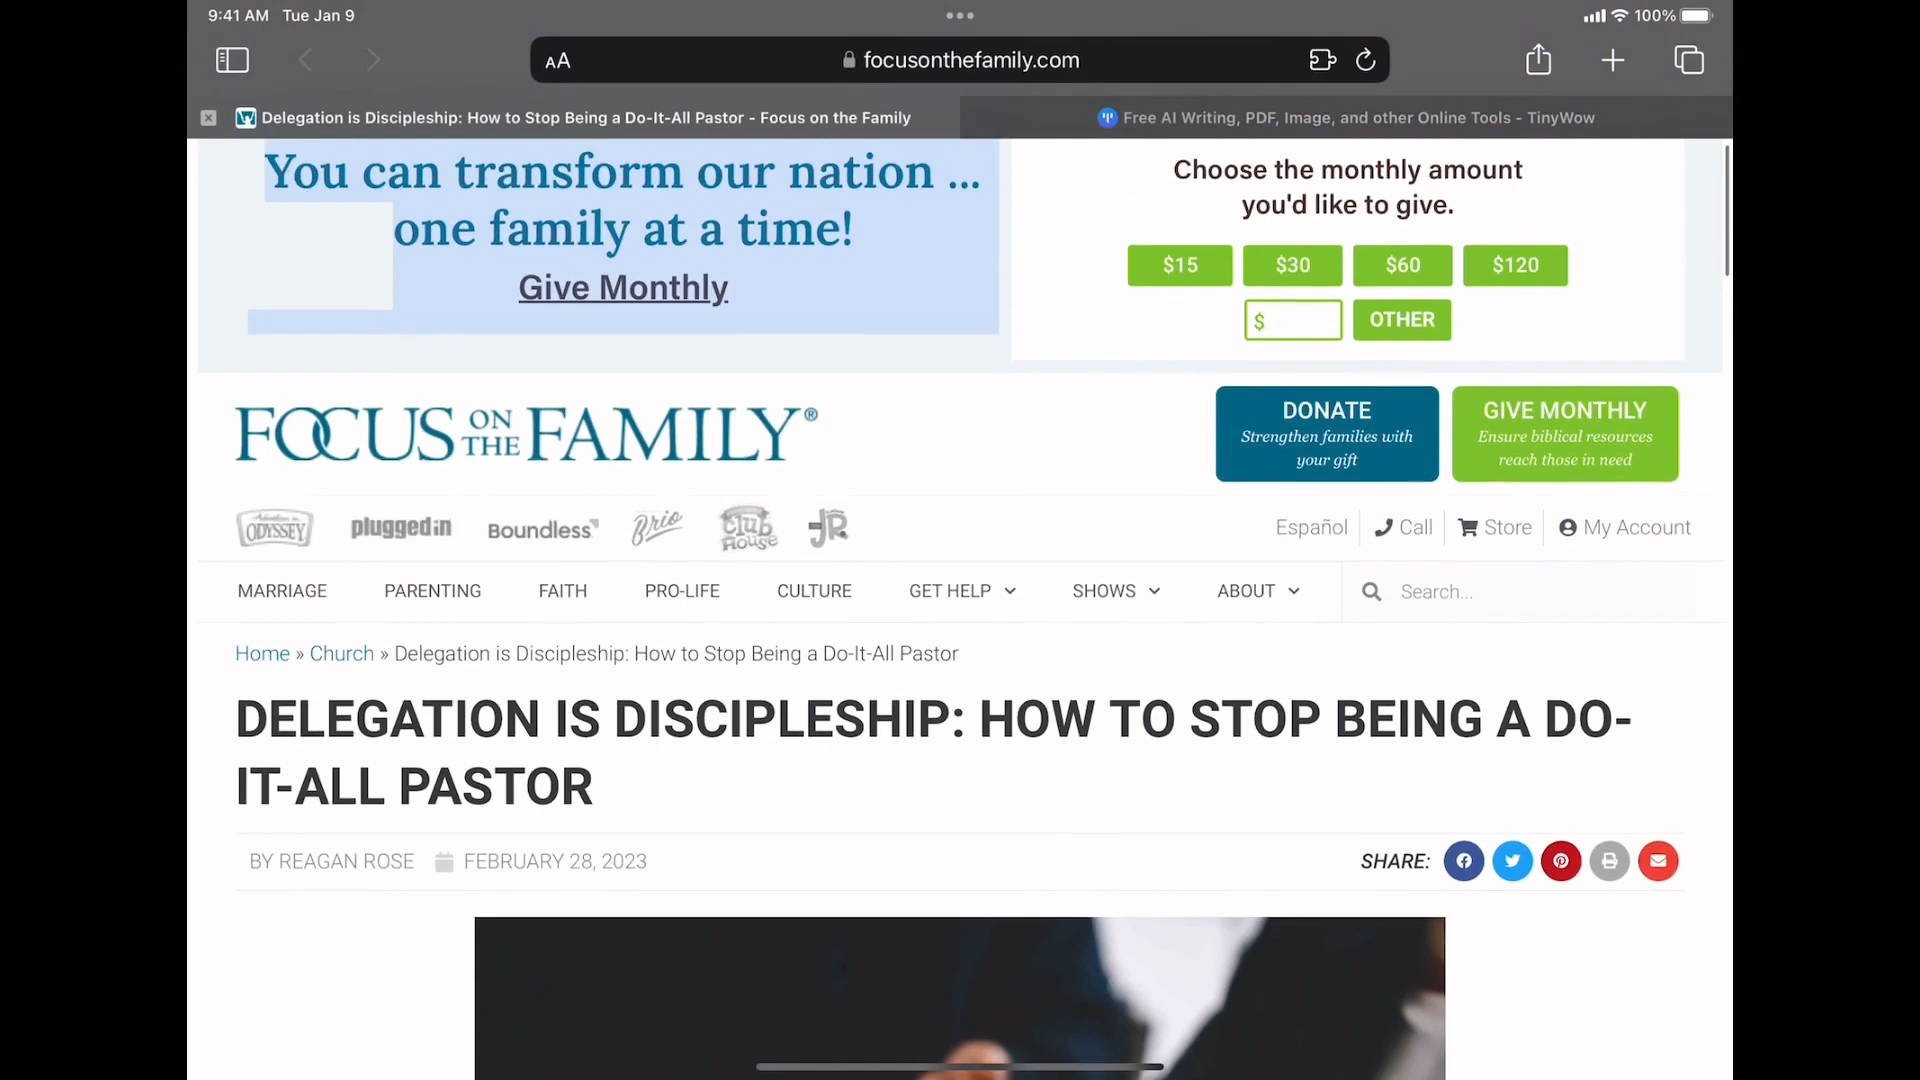 9:41 AM Tue Jan 9
100%
AA focusonthefamily.com
Delegation is Discipleship: How to Stop Being a Do-It-All Pastor - Focus on the Family
Free AI Writing, PDF, Image, and other Online Tools - TinyWow
You can transform our nation ...
one family at a time!
Give Monthly
Choose the monthly amount
you'd like to give.
$15 $30 $60 $120
$ OTHER
FOCUS ON THE FAMILY®
DONATE
Strengthen families with
your gift
GIVE MONTHLY
Ensure biblical resources
reach those in need
Adventures in ODYSSEY pluggedin Boundless Brio Club House JR
Español Call Store My Account
MARRIAGE PARENTING FAITH PRO-LIFE CULTURE GET HELP SHOWS ABOUT Search...
Home » Church » Delegation is Discipleship: How to Stop Being a Do-It-All Pastor
DELEGATION IS DISCIPLESHIP: HOW TO STOP BEING A DO-
IT-ALL PASTOR
BY REAGAN ROSE FEBRUARY 28, 2023
SHARE: